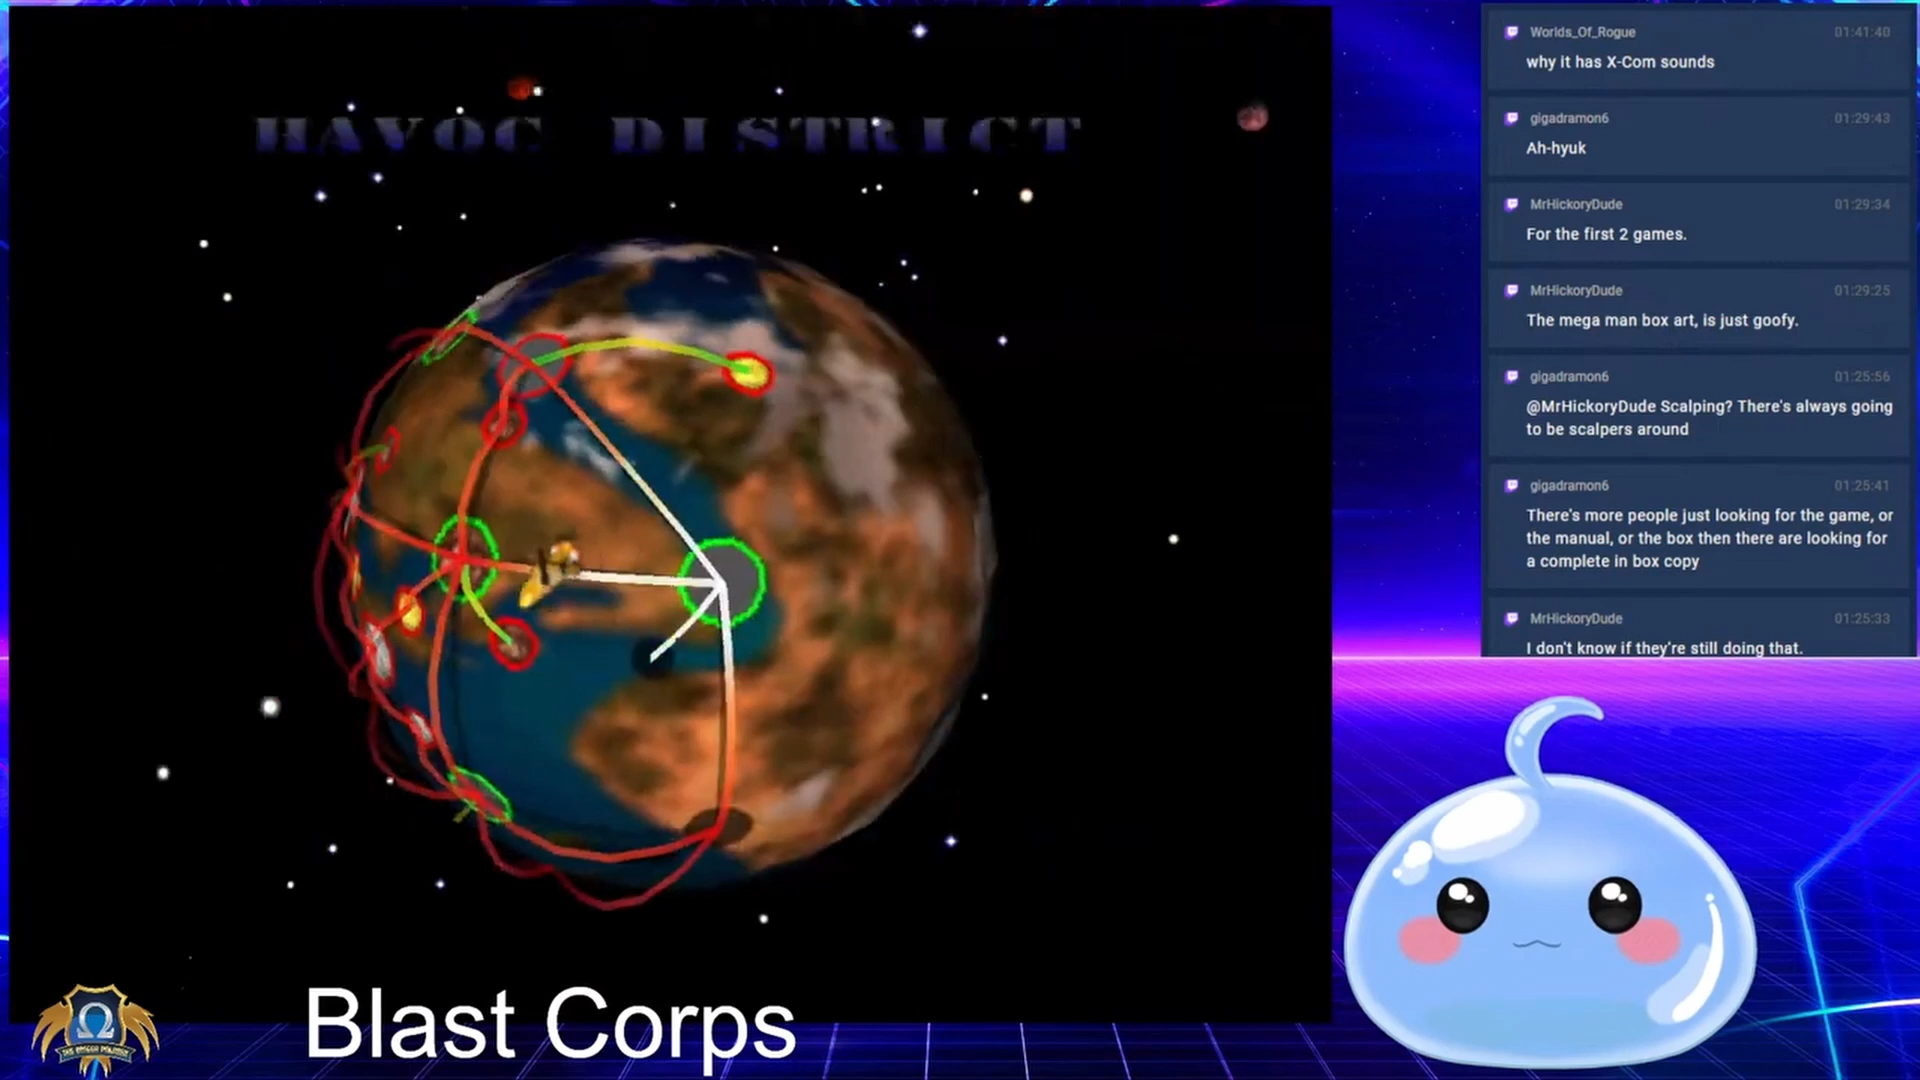 HAVOC DISTRICT
Worlds_Of_Rogue 01:41:40
why it has X-Com sounds
gigadramon6 01:29:43
Ah-hyuk
MrHickoryDude 01:29:34
For the first 2 games.
MrHickoryDude 01:29:25
The mega man box art, is just goofy.
gigadramon6 01:25:56
@MrHickoryDude Scalping? There's always going
to be scalpers around
gigadramon6 01:25:41
There's more people just looking for the game, or
the manual, or the box then there are looking for
a complete in box copy
MrHickoryDude 01:25:33
I don't know if they're still doing that.
Blast Corps